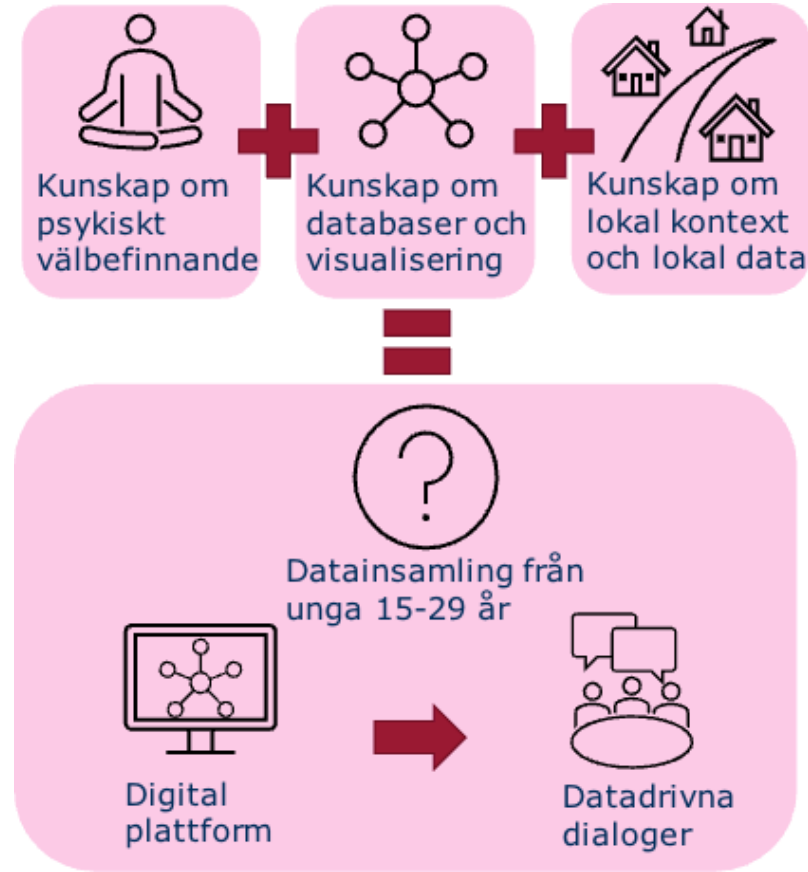 Kunskap om
psykiskt
välbefinnande
Kunskap om
databaser och
visualisering
Kunskap om
lokal kontext
och lokal data
?
Datainsamling från
unga 15-29 år
Digital
plattform
Datadrivna
dialoger